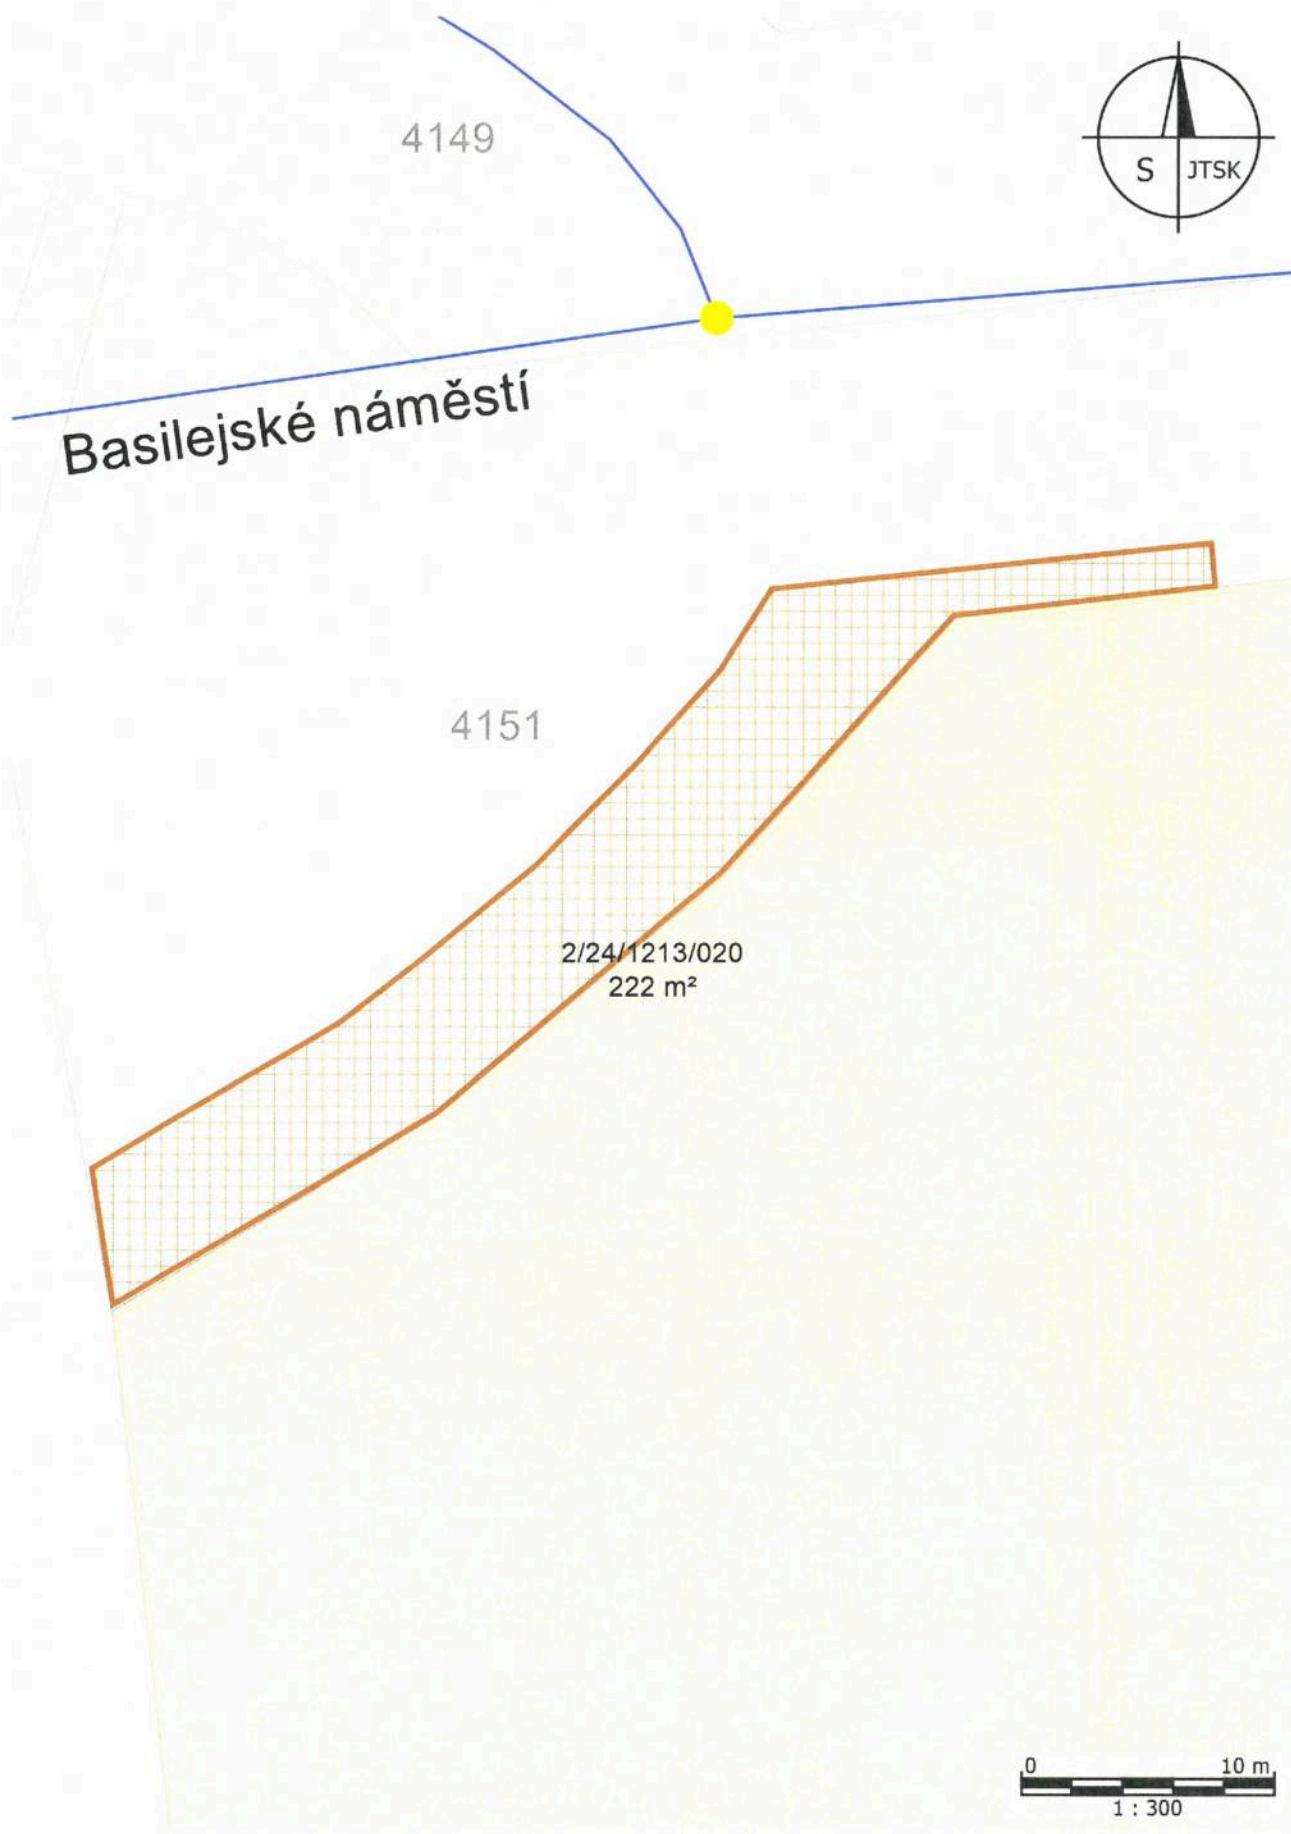 4149
S JTSK
Basilejské náměstí
4151
2/24/1213/020
222 m²
0 10 m
1 : 300